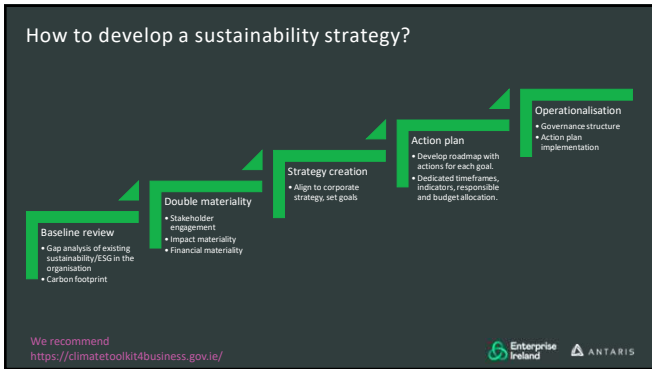 How to develop a sustainability strategy?
Baseline review
• Gap analysis of existing
sustainability/ESG in the
organisation
• Carbon footprint
Double materiality
• Stakeholder
engagement
• Impact materiality
• Financial materiality
Strategy creation
• Align to corporate
strategy, set goals
Action plan
• Develop roadmap with
actions for each goal.
• Dedicated timeframes,
indicators, responsible
and budget allocation.
Operationalisation
• Governance structure
• Action plan
implementation
We recommend
https://climatetoolkit4business.gov.ie/
Enterprise
Ireland
ANTARIS